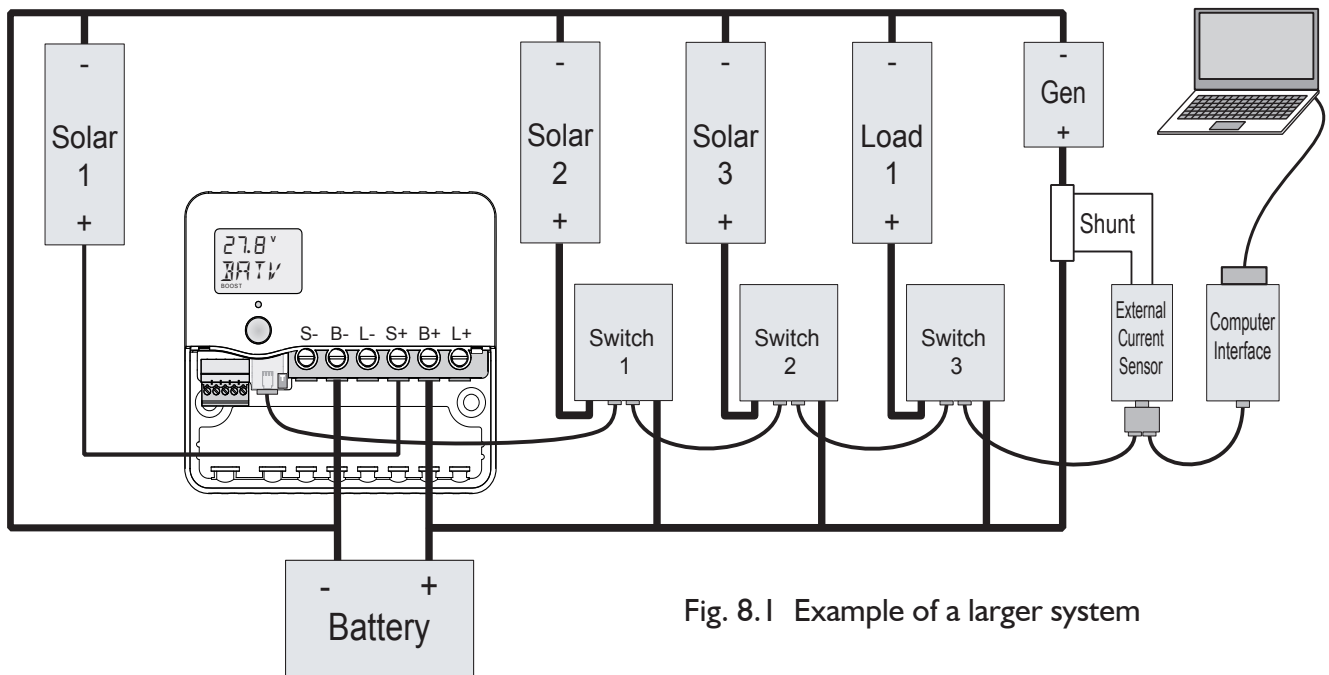 -
Solar
1
+
27.8 v
BATV
BOOST
S- B- L- S+ B+ L+
-
Solar
2
+
-
Solar
3
+
-
Load
1
+
-
Gen
+
Shunt
Switch
1
Switch
2
Switch
3
External
Current
Sensor
Computer
Interface
- +
Battery
Fig. 8.1 Example of a larger system